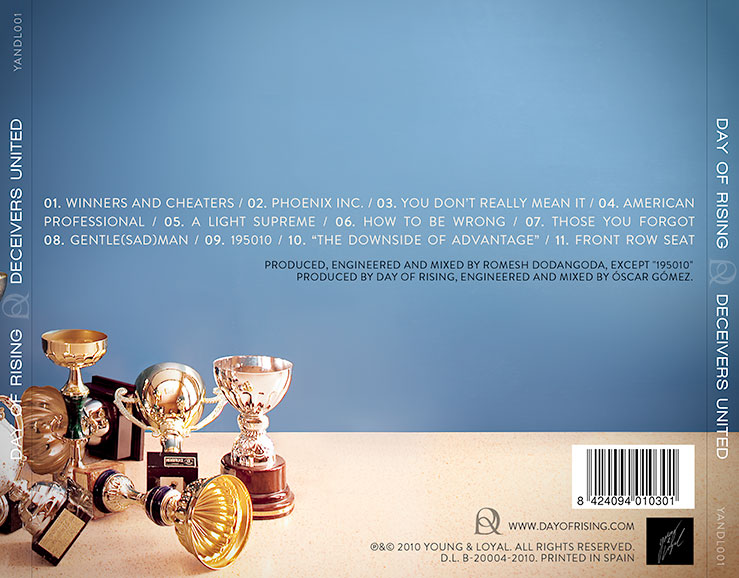 YANDL001
DAY OF RISING DECEIVERS UNITED
01. WINNERS AND CHEATERS / 02. PHOENIX INC. / 03. YOU DON'T REALLY MEAN IT / 04. AMERICAN
PROFESSIONAL / 05. A LIGHT SUPREME / 06. HOW TO BE WRONG / 07. THOSE YOU FORGOT
08. GENTLE(SAD)MAN / 09. 195010 / 10. “THE DOWNSIDE OF ADVANTAGE” / 11. FRONT ROW SEAT
PRODUCED, ENGINEERED AND MIXED BY ROMESH DODANGODA, EXCEPT "195010"
PRODUCED BY DAY OF RISING, ENGINEERED AND MIXED BY ÓSCAR GÓMEZ.
DAY OF RISING DECEIVERS UNITED
YANDL001
8 424094 010301
WWW.DAYOFRISING.COM
℗&© 2010 YOUNG & LOYAL. ALL RIGHTS RESERVED.
D.L. B-20004-2010. PRINTED IN SPAIN